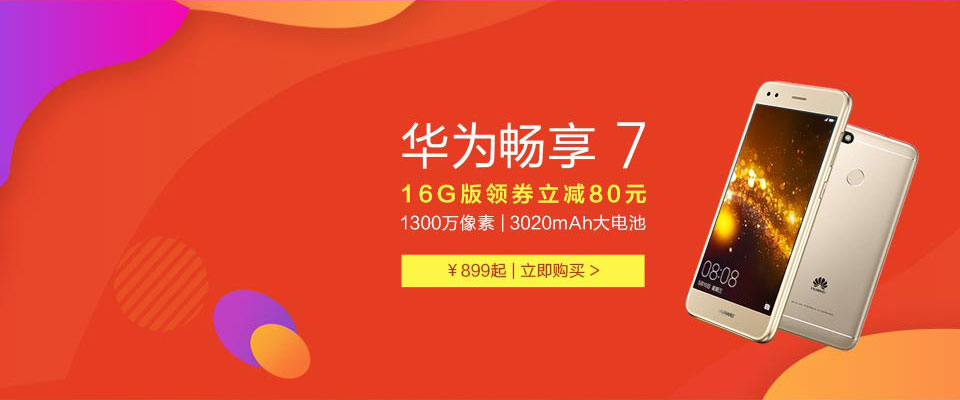 华为畅享 7
16G版领券立减80元
1300万像素 | 3020mAh大电池
¥ 899起 | 立即购买 >
08:08
HUAWEI
HUAWEI